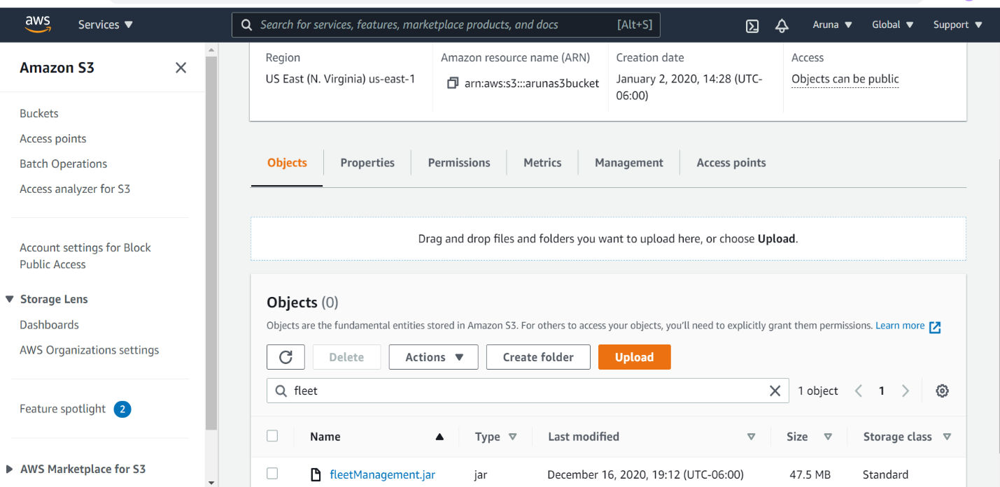 aws
Services ▼
Search for services, features, marketplace products, and docs
[Alt+S]
Aruna ▼
Global ▼
Support ▼
Amazon S3
Buckets
Access points
Batch Operations
Access analyzer for S3
Account settings for Block
Public Access
Storage Lens
Dashboards
AWS Organizations settings
Feature spotlight 2
AWS Marketplace for S3
Region
US East (N. Virginia) us-east-1
Amazon resource name (ARN)
arn:aws:s3:::arunas3bucket
Creation date
January 2, 2020, 14:28 (UTC-
06:00)
Access
Objects can be public
Objects
Properties
Permissions
Metrics
Management
Access points
Drag and drop files and folders you want to upload here, or choose Upload.
Objects (0)
Objects are the fundamental entities stored in Amazon S3. For others to access your objects, you'll need to explicitly grant them permissions. Learn more
Delete
Actions ▼
Create folder
Upload
fleet
1 object
1
Name
Type
Last modified
Size
Storage class
fleetManagement.jar
jar
December 16, 2020, 19:12 (UTC-06:00)
47.5 MB
Standard